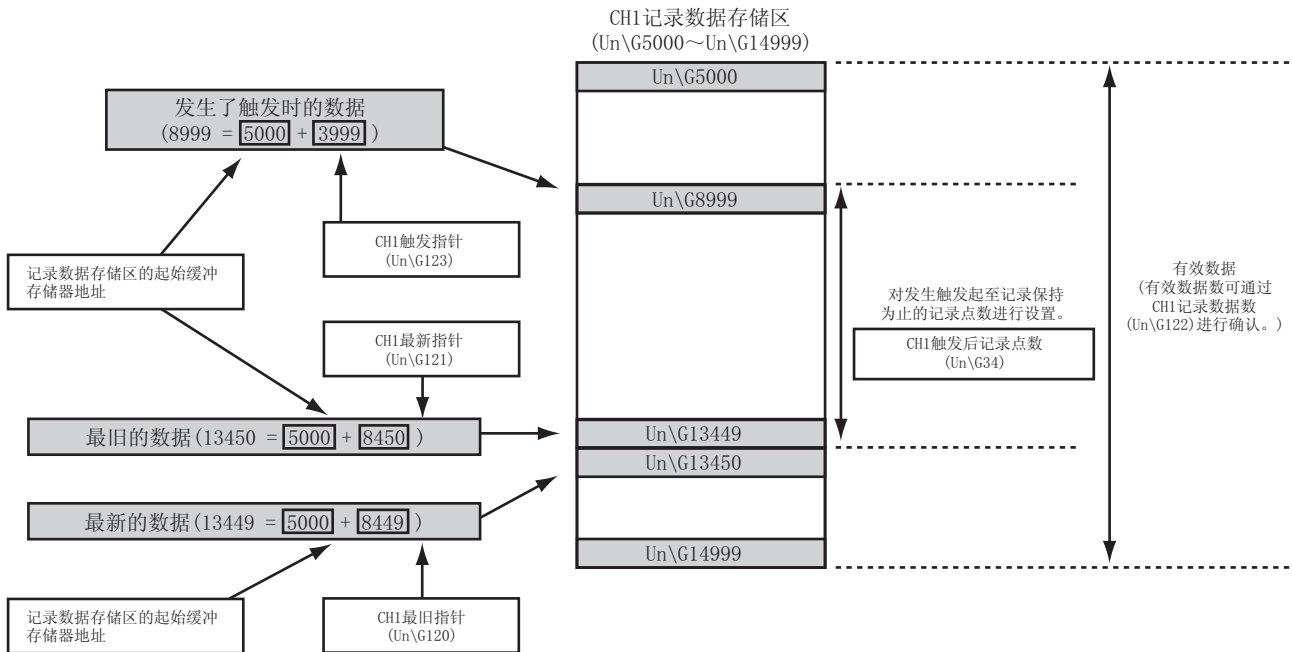 CH1记录数据存储区
(Un\G5000～Un\G14999)
Un\G5000
发生了触发时的数据
(8999 = 5000 + 3999 )
Un\G8999
CH1触发指针
(Un\G123)
记录数据存储区的起始缓冲
存储器地址
有效数据
(有效数据数可通过
CH1记录数据数
(Un\G122)进行确认。)
对发生触发起至记录保持
为止的记录点数进行设置。
CH1触发后记录点数
(Un\G34)
CH1最新指针
(Un\G121)
最旧的数据(13450 = 5000 + 8450 )
Un\G13449
Un\G13450
最新的数据(13449 = 5000 + 8449 )
Un\G14999
记录数据存储区的起始缓冲
存储器地址
CH1最旧指针
(Un\G120)